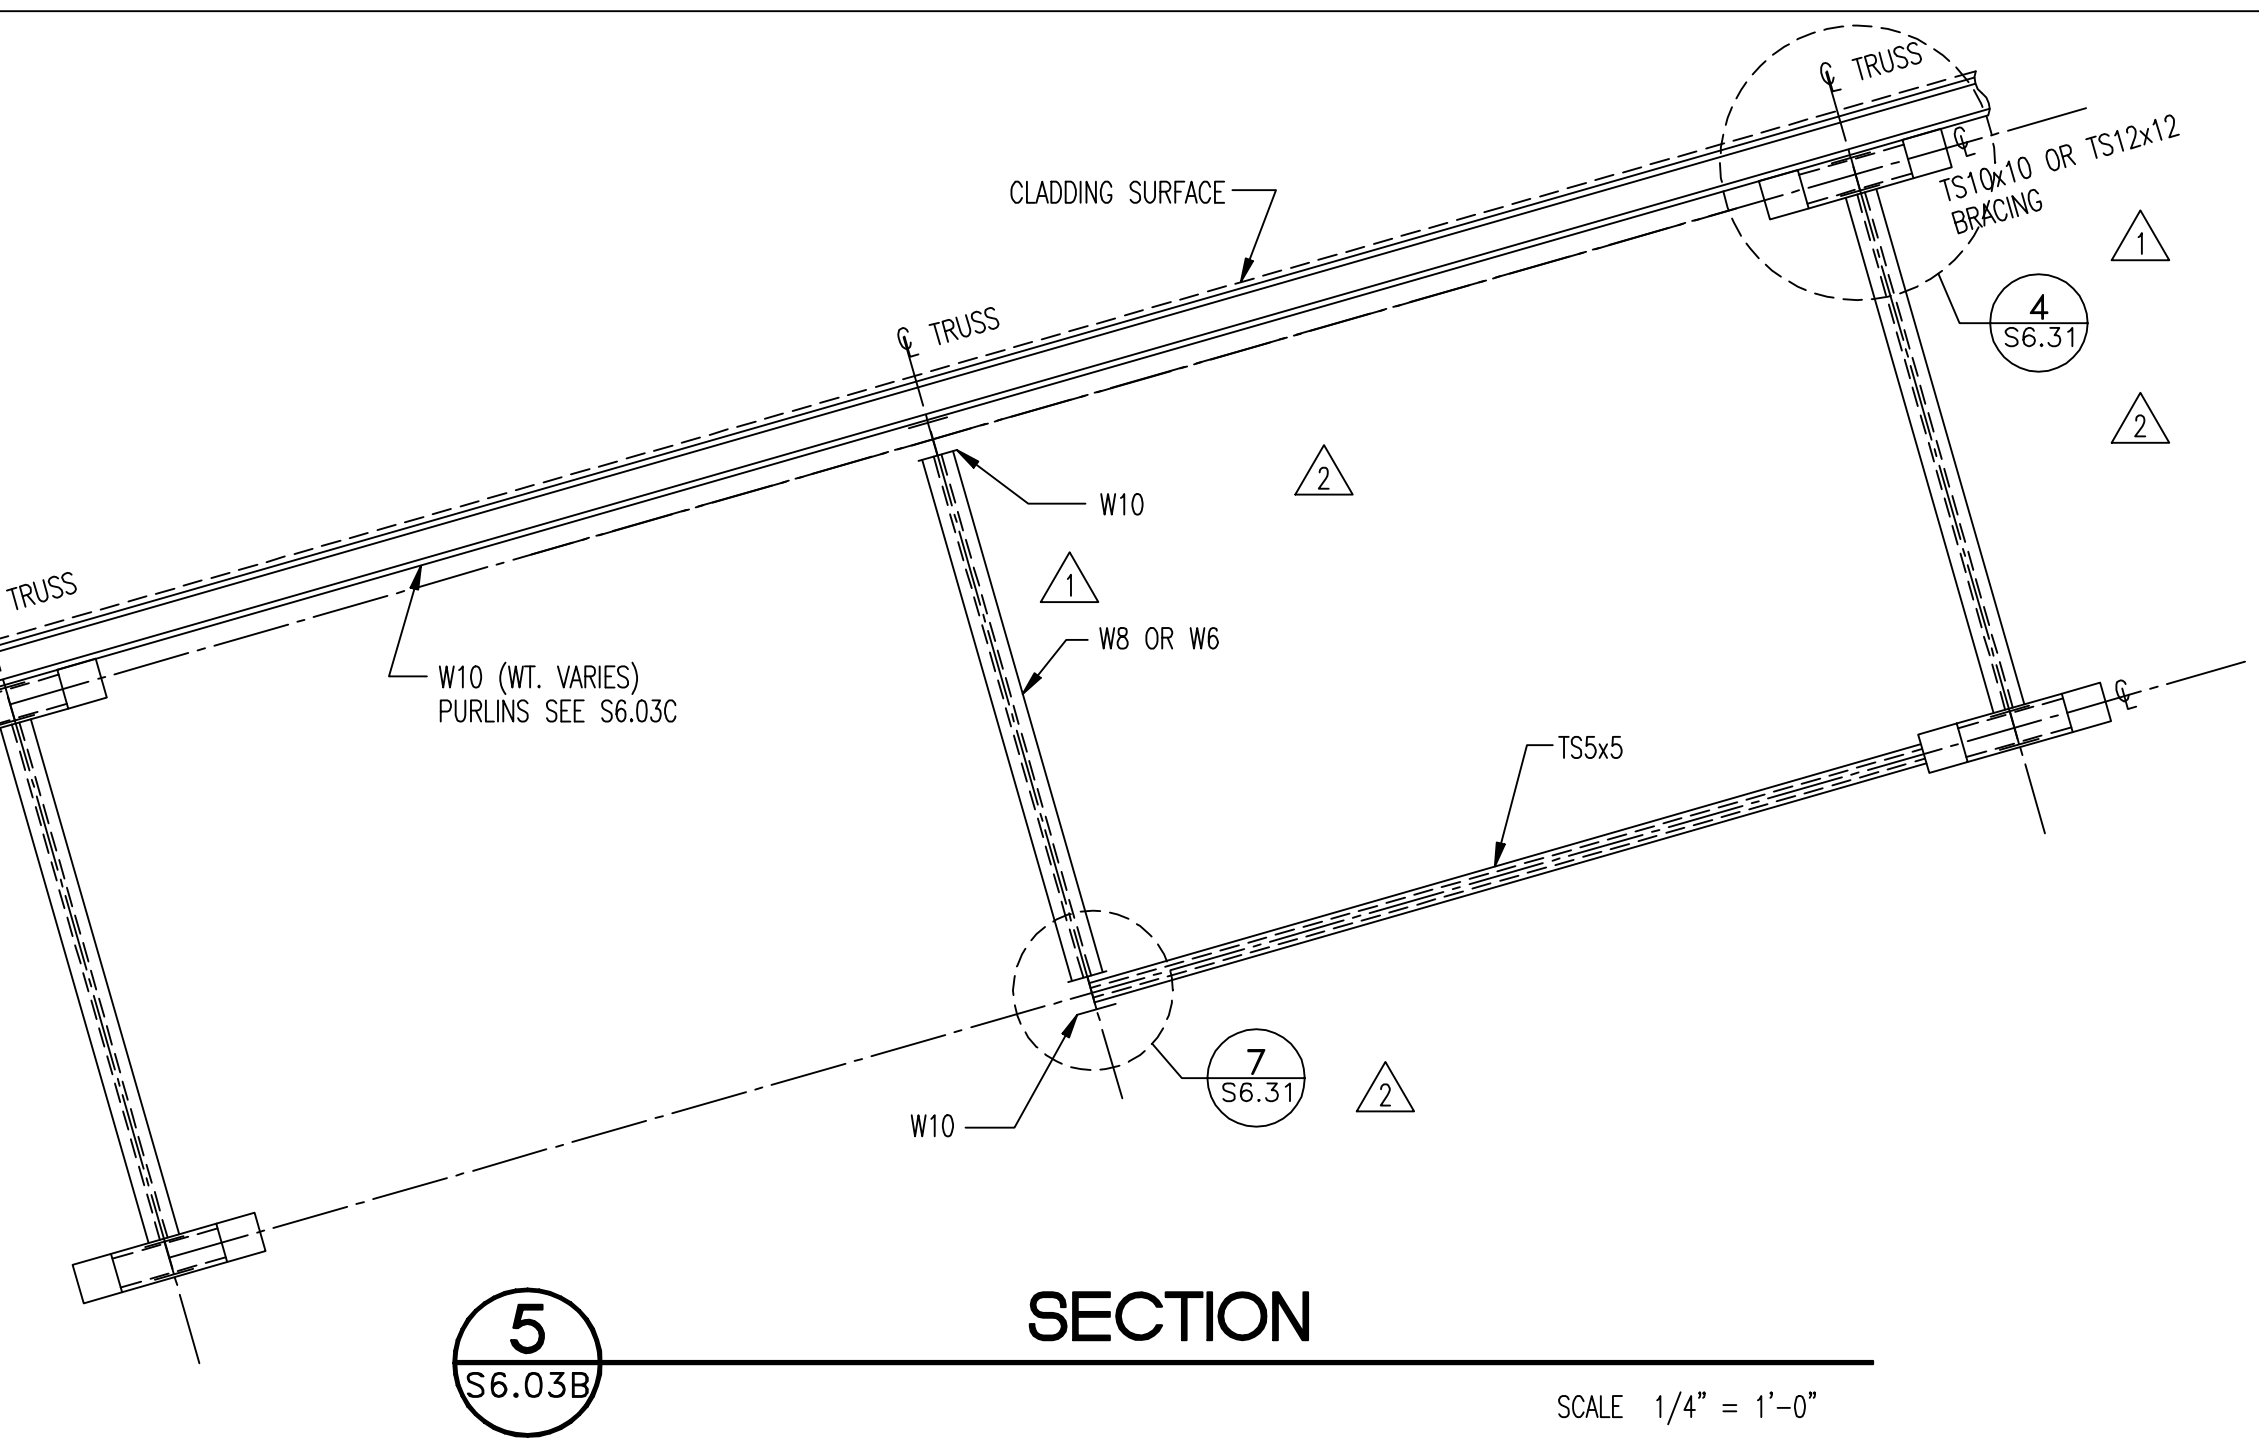 ℄ TRUSS
℄
TS10x10 OR TS12x12
BRACING
CLADDING SURFACE
1
4
S6.31
℄ TRUSS
2
2
W10
1
TRUSS
W8 OR W6
W10 (WT. VARIES)
PURLINS SEE S6.03C
℄
TS5x5
7
S6.31
2
W10
5
S6.03B
SECTION
SCALE 1/4" = 1'-0"